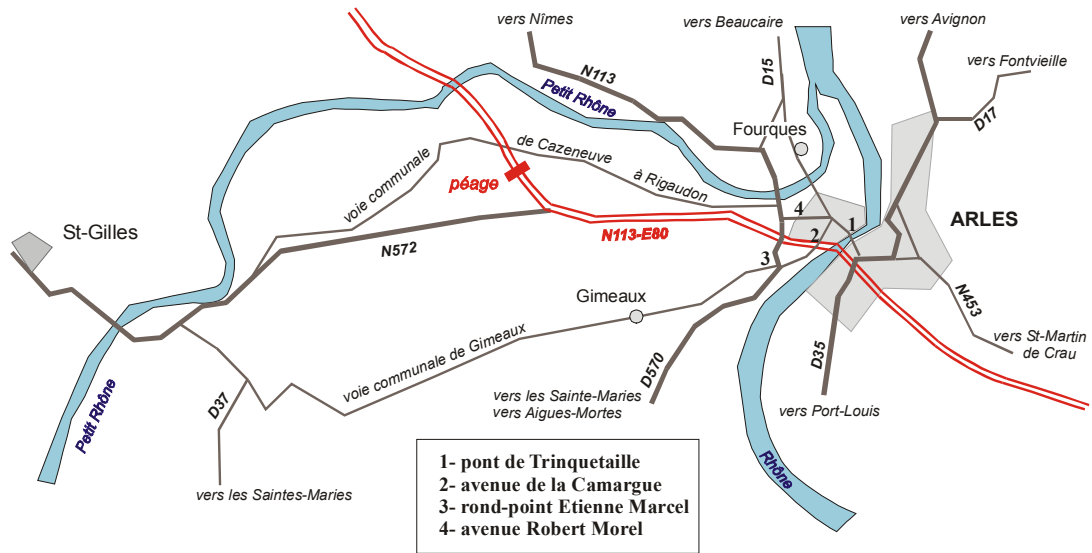 vers Nîmes
vers Beaucaire
vers Avignon
vers Fontvieille
N113
D15
D17
Petit Rhône
Fourques
de Cazeneuve
voie communale
à Rigaudon
péage
4
1
2
3
ARLES
St-Gilles
N572
N113-E80
Gimeaux
N453
vers St-Martin
de Crau
voie communale de Gimeaux
D570
D35
D37
vers les Sainte-Maries
vers Aigues-Mortes
vers Port-Louis
Petit Rhône
Rhône
vers les Saintes-Maries
1- pont de Trinquetaille
2- avenue de la Camargue
3- rond-point Etienne Marcel
4- avenue Robert Morel